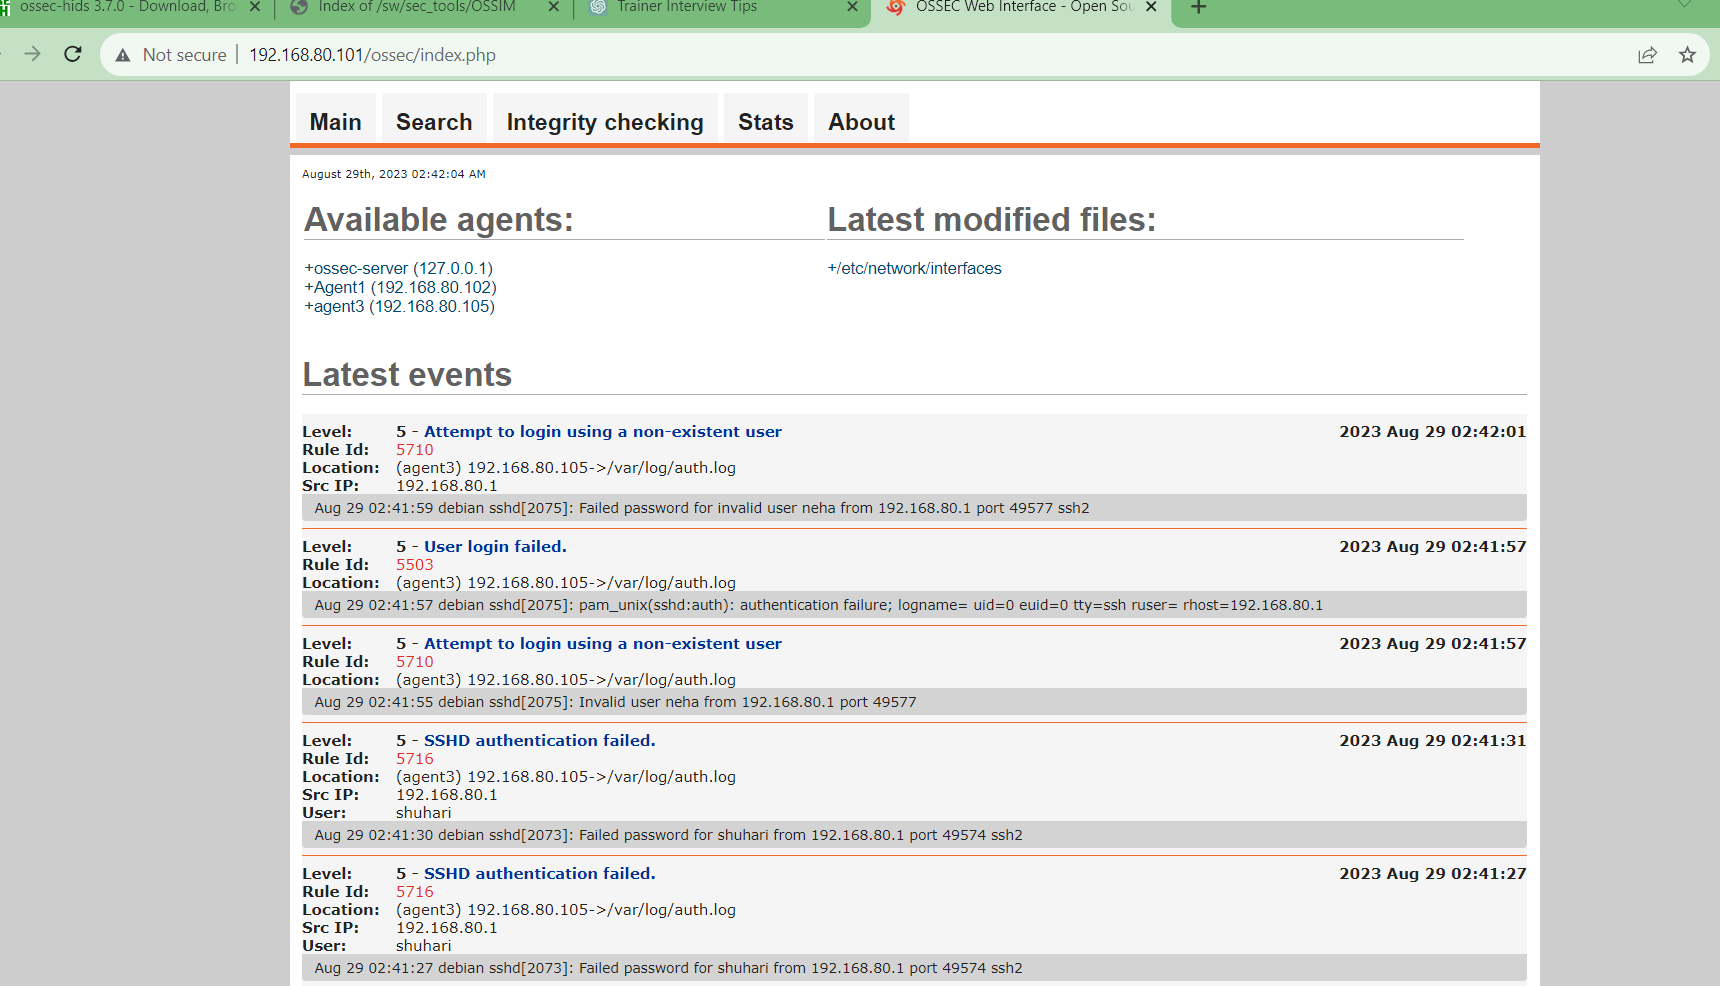 ossec-hids 3.7.0 - Download, Bro
Index of /sw/sec_tools/OSSIM
Trainer Interview Tips
OSSEC Web Interface - Open Sou
Not secure | 192.168.80.101/ossec/index.php
Main Search Integrity checking Stats About
August 29th, 2023 02:42:04 AM
Available agents:
+ossec-server (127.0.0.1)
+Agent1 (192.168.80.102)
+agent3 (192.168.80.105)
Latest modified files:
+/etc/network/interfaces
Latest events
Level: 5 - Attempt to login using a non-existent user 2023 Aug 29 02:42:01
Rule Id: 5710
Location: (agent3) 192.168.80.105->/var/log/auth.log
Src IP: 192.168.80.1
Aug 29 02:41:59 debian sshd[2075]: Failed password for invalid user neha from 192.168.80.1 port 49577 ssh2
Level: 5 - User login failed. 2023 Aug 29 02:41:57
Rule Id: 5503
Location: (agent3) 192.168.80.105->/var/log/auth.log
Aug 29 02:41:57 debian sshd[2075]: pam_unix(sshd:auth): authentication failure; logname= uid=0 euid=0 tty=ssh ruser= rhost=192.168.80.1
Level: 5 - Attempt to login using a non-existent user 2023 Aug 29 02:41:57
Rule Id: 5710
Location: (agent3) 192.168.80.105->/var/log/auth.log
Aug 29 02:41:55 debian sshd[2075]: Invalid user neha from 192.168.80.1 port 49577
Level: 5 - SSHD authentication failed. 2023 Aug 29 02:41:31
Rule Id: 5716
Location: (agent3) 192.168.80.105->/var/log/auth.log
Src IP: 192.168.80.1
User: shuhari
Aug 29 02:41:30 debian sshd[2073]: Failed password for shuhari from 192.168.80.1 port 49574 ssh2
Level: 5 - SSHD authentication failed. 2023 Aug 29 02:41:27
Rule Id: 5716
Location: (agent3) 192.168.80.105->/var/log/auth.log
Src IP: 192.168.80.1
User: shuhari
Aug 29 02:41:27 debian sshd[2073]: Failed password for shuhari from 192.168.80.1 port 49574 ssh2